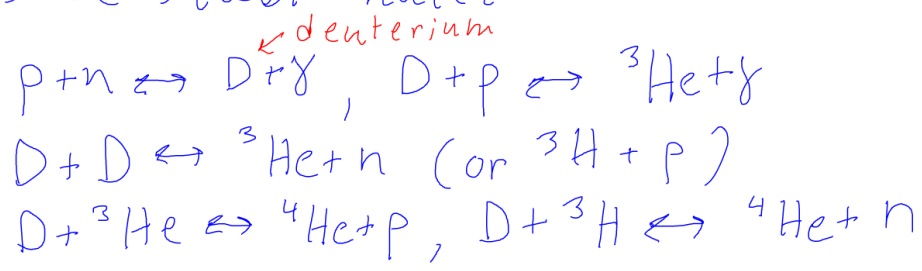 deuterium
p+n ↔ D+γ, D+p ↔ ³He+γ
D+D ↔ ³He+n (or ³H + p)
D+³He ↔ ⁴He+p, D+³H ↔ ⁴He+n